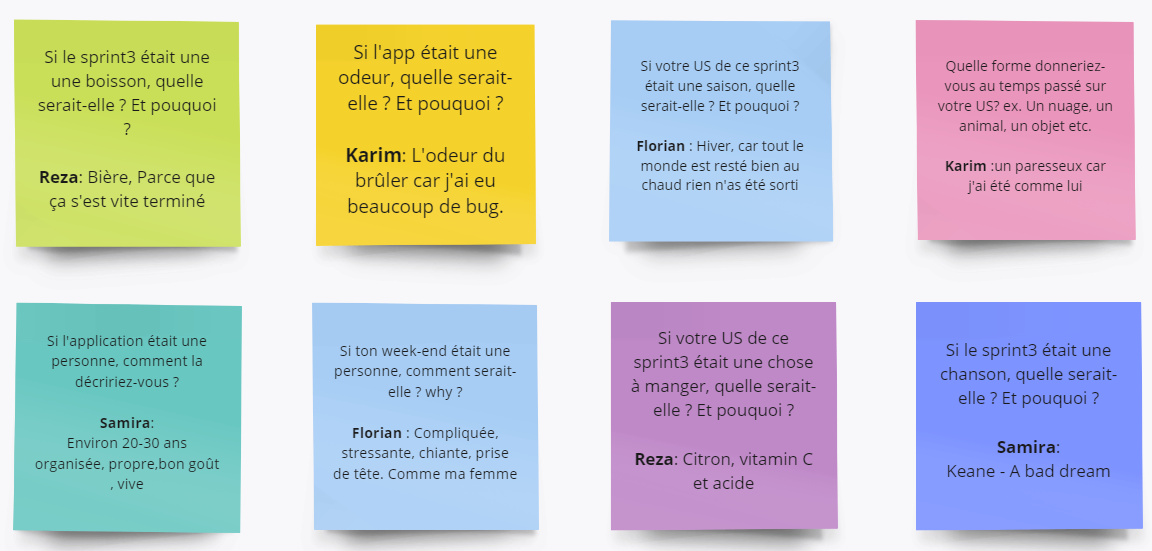 Si le sprint3 était une
une boisson, quelle
serait-elle ? Et pouquoi
?
Reza: Bière, Parce que
ça s'est vite terminé
Si l'app était une
odeur, quelle serait-
elle ? Et pouquoi ?
Karim: L'odeur du
brûler car j'ai eu
beaucoup de bug.
Si votre US de ce sprint3
était une saison, quelle
serait-elle ? Et pouquoi ?
Florian : Hiver, car tout le
monde est resté bien au
chaud rien n'as été sorti
Quelle forme donneriez-
vous au temps passé sur
votre US? ex. Un nuage, un
animal, un objet etc.
Karim :un paresseux car
j'ai été comme lui
Si l'application était une
personne, comment la
décririez-vous ?
Samira:
Environ 20-30 ans
organisée, propre,bon goût
, vive
Si ton week-end était une
personne, comment serait-
elle ? why ?
Florian : Compliquée,
stressante, chiante, prise
de tête. Comme ma femme
Si votre US de ce
sprint3 était une chose
à manger, quelle serait-
elle ? Et pouquoi ?
Reza: Citron, vitamin C
et acide
Si le sprint3 était une
chanson, quelle serait-
elle ? Et pouquoi ?
Samira:
Keane - A bad dream